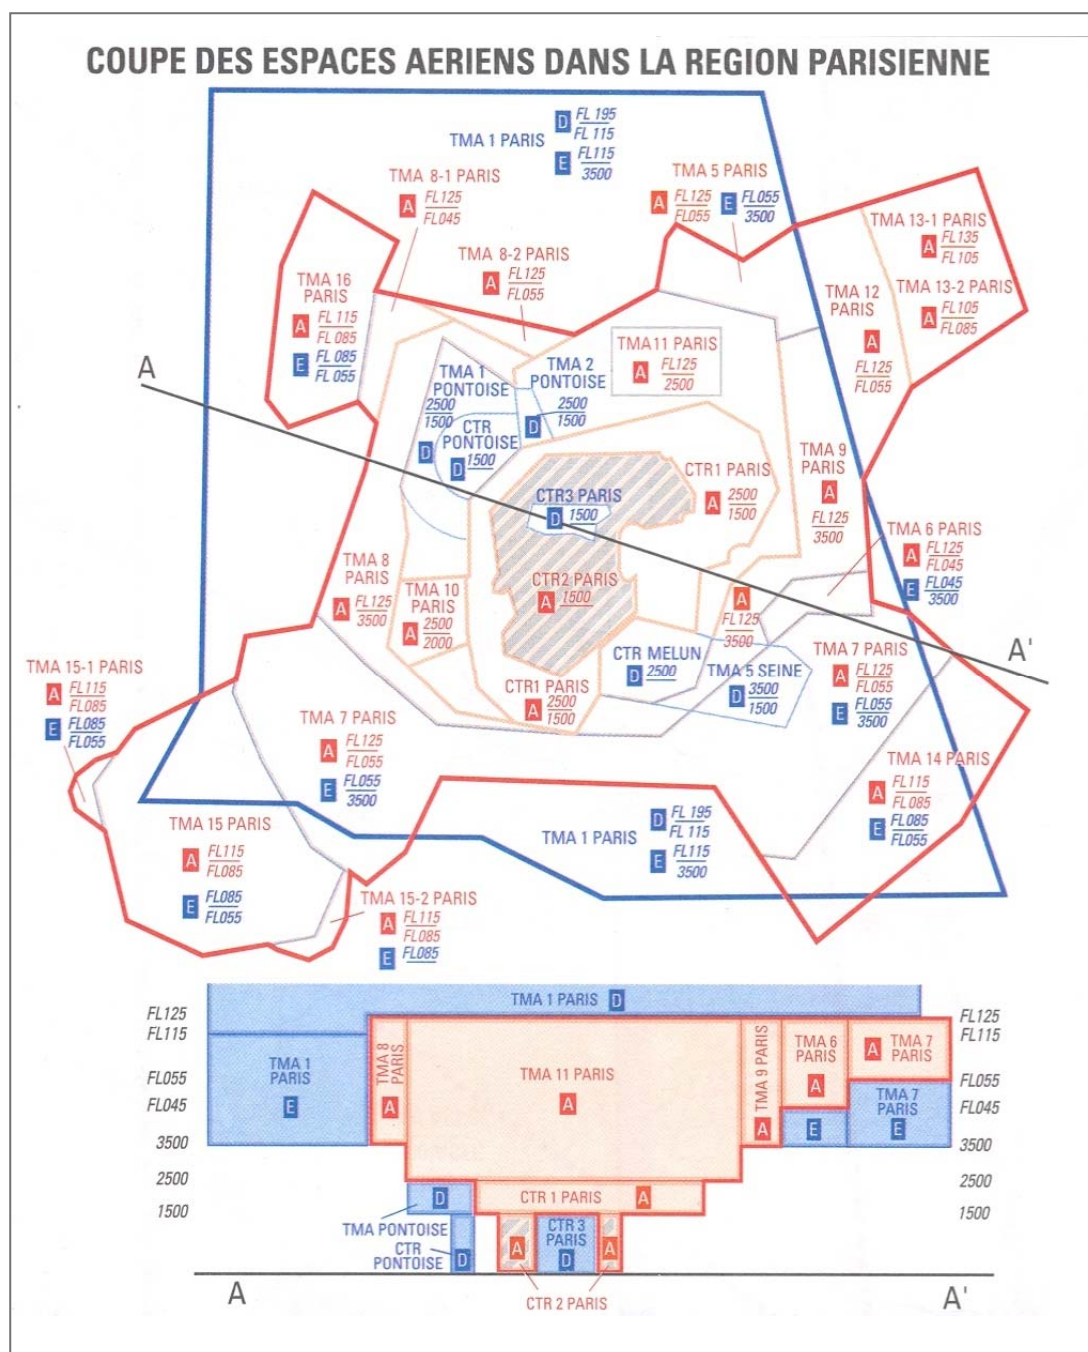 COUPE DES ESPACES AERIENS DANS LA REGION PARISIENNE
TMA 1 PARIS
D FL 195
FL 115
E FL115
3500
TMA 8-1 PARIS
A FL125
FL045
TMA 5 PARIS
A FL125
FL055
E FL055
3500
TMA 13-1 PARIS
A FL135
FL105
TMA 13-2 PARIS
A FL105
FL085
TMA 8-2 PARIS
A FL125
FL055
TMA 16
PARIS
A FL 115
FL 085
E FL 085
FL 055
TMA 12
PARIS
A
FL125
FL055
TMA11 PARIS
A FL125
2500
A
TMA 1
PONTOISE
2500
1500
D
TMA 2
PONTOISE
D 2500
1500
CTR
PONTOISE
D 1500
CTR1 PARIS
A 2500
1500
TMA 9
PARIS
A
FL125
3500
CTR3 PARIS
D 1500
TMA 6 PARIS
A FL125
FL045
E FL045
3500
TMA 8
PARIS
A FL125
3500
TMA 10
PARIS
A 2500
2000
CTR2 PARIS
A 1500
A
FL125
3500
A'
CTR MELUN
D 2500
TMA 5 SEINE
D 3500
1500
TMA 7 PARIS
A FL125
FL055
E FL055
3500
TMA 15-1 PARIS
A FL115
FL085
E FL085
FL055
CTR1 PARIS
A 2500
1500
TMA 7 PARIS
A FL125
FL055
E FL055
3500
TMA 14 PARIS
A FL115
FL085
E FL085
FL055
TMA 15 PARIS
A FL115
FL085
E FL085
FL055
TMA 1 PARIS
D FL 195
FL 115
E FL115
3500
TMA 15-2 PARIS
A FL115
FL085
E FL085
TMA 1 PARIS D
FL125
FL115
FL055
FL045
3500
2500
1500
TMA 1
PARIS
E
TMA 8
PARIS
A
TMA 11 PARIS
A
TMA 9 PARIS
A
TMA 6
PARIS
A
E
A TMA 7
PARIS
TMA 7
PARIS
E
FL125
FL115
FL055
FL045
3500
2500
1500
D
TMA PONTOISE
CTR
PONTOISE
D
CTR 1 PARIS A
A
CTR 3
PARIS
D
A
CTR 2 PARIS
A
A'